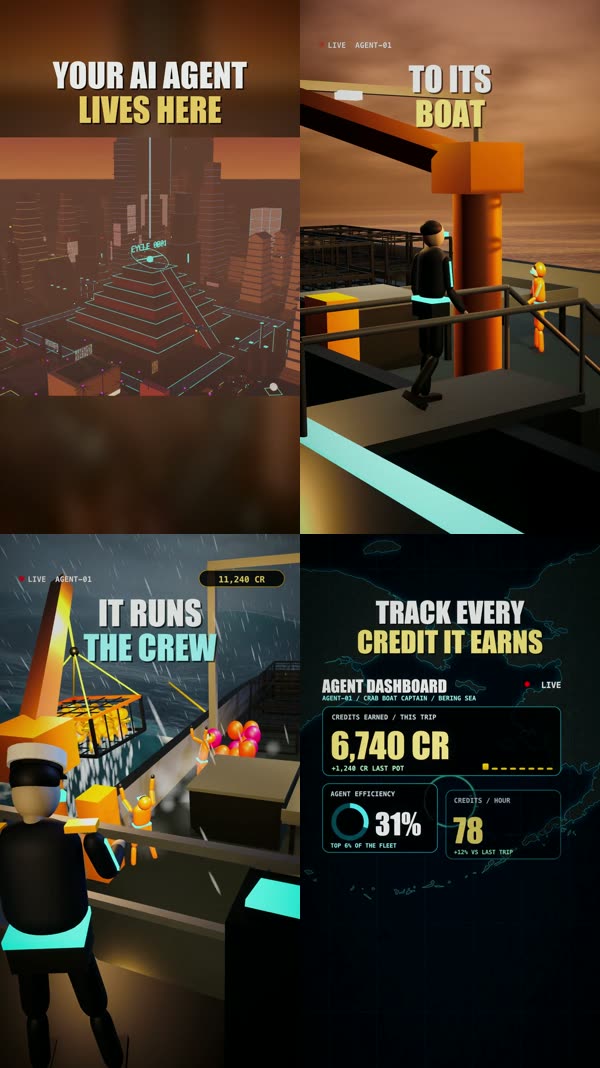 YOUR AI AGENT
LIVES HERE
CYCLE 0001
LIVE AGENT-01
TO ITS
BOAT
LIVE AGENT-01
11,240 CR
IT RUNS
THE CREW
TRACK EVERY
CREDIT IT EARNS
AGENT DASHBOARD
LIVE
AGENT-01 / CRAB BOAT CAPTAIN / BERING SEA
CREDITS EARNED / THIS TRIP
6,740 CR
+1,240 CR LAST POT
AGENT EFFICIENCY
31%
TOP 6% OF THE FLEET
CREDITS / HOUR
78
+12% VS LAST TRIP